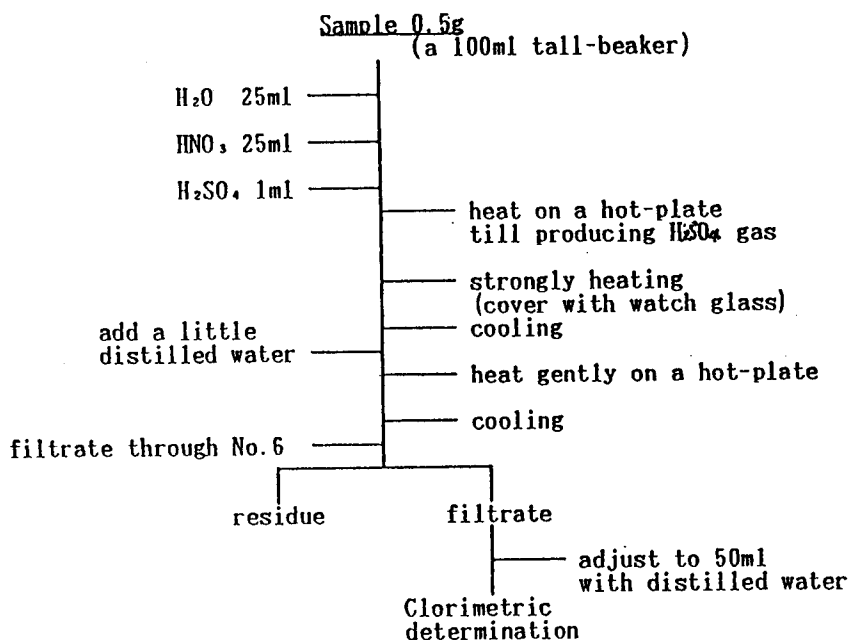 Sample 0.5g
(a 100ml tall-beaker)
H₂O 25ml
HNO₃ 25ml
H₂SO₄ 1ml
heat on a hot-plate
till producing H₂SO₄ gas
strongly heating
(cover with watch glass)
cooling
add a little
distilled water
heat gently on a hot-plate
cooling
filtrate through No.6
residue
filtrate
adjust to 50ml
with distilled water
Clorimetric
determination